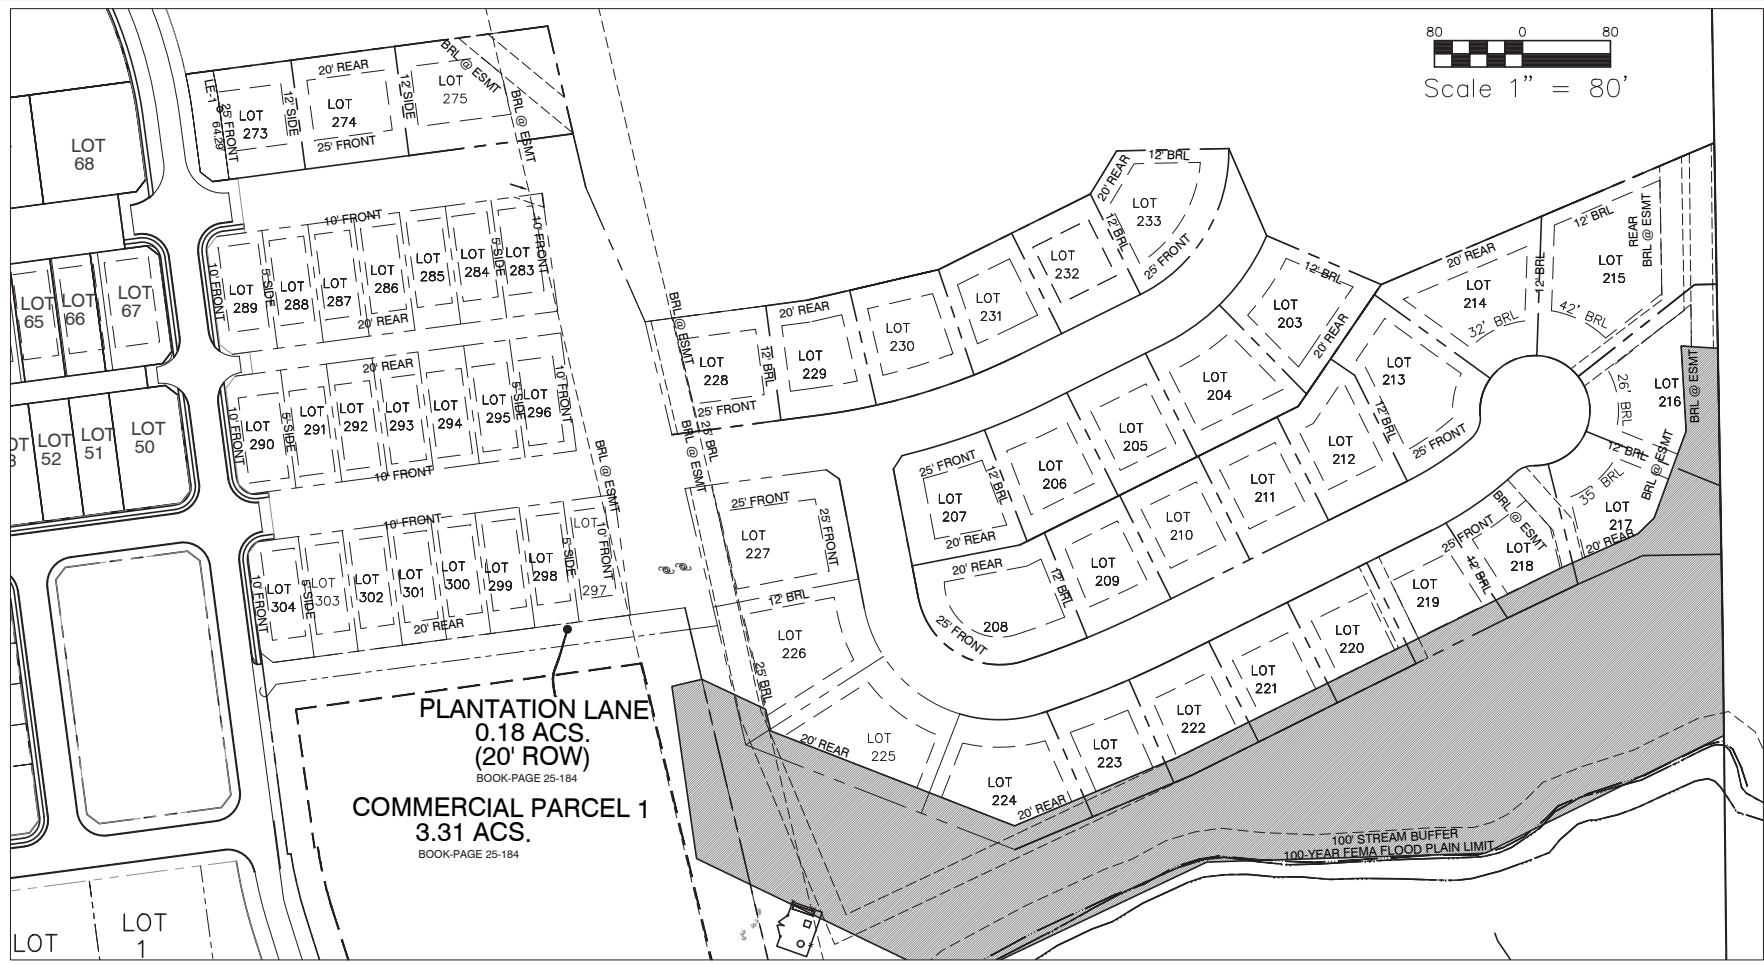 80 0 80
Scale 1" = 80'
LOT
68
LE-1
64.29
25' FRONT
LOT
273
12' SIDE
20' REAR
LOT
274
25' FRONT
12' SIDE
BRL @ ESMT
LOT
275
BRL @ ESMT
10' FRONT
10' FRONT
LOT
289
5' SIDE
LOT
288
LOT
287
LOT
286
LOT
285
LOT
284
5' SIDE
LOT
283
10' FRONT
20' REAR
LOT
65
LOT
66
LOT
67
20' REAR
10' FRONT
LOT
290
5' SIDE
LOT
291
LOT
292
LOT
293
LOT
294
LOT
295
5' SIDE
LOT
296
10' FRONT
10' FRONT
LOT
52
LOT
51
LOT
50
BRL @ ESMT
10' FRONT
10' FRONT
LOT
304
5' SIDE
LOT
303
LOT
302
LOT
301
LOT
300
LOT
299
LOT
298
5' SIDE
LOT
297
10' FRONT
20' REAR
PLANTATION LANE
0.18 ACS.
(20' ROW)
BOOK-PAGE 25-184
COMMERCIAL PARCEL 1
3.31 ACS.
BOOK-PAGE 25-184
LOT
LOT
1
BRL @ ESMT
LOT
228
25' FRONT
12' BRL
20' REAR
LOT
229
LOT
230
LOT
231
LOT
232
12' BRL
20' REAR
12' BRL
LOT
233
25' FRONT
BRL @ ESMT
25' BRL
25' FRONT
LOT
227
25' FRONT
12' BRL
LOT
226
25' BRL
20' REAR
LOT
225
LOT
224
20' REAR
LOT
223
LOT
222
LOT
221
LOT
220
LOT
219
12' BRL
25' FRONT
BRL @ ESMT
LOT
218
35' BRL
LOT
217
20' REAR
BRL @ ESMT
12' BRL
26' BRL
LOT
216
BRL @ ESMT
12' BRL
LOT
203
20' REAR
LOT
204
LOT
205
LOT
206
25' FRONT
12' BRL
LOT
207
20' REAR
20' REAR
208
25' FRONT
12' BRL
LOT
209
LOT
210
LOT
211
LOT
212
12' BRL
LOT
213
25' FRONT
20' REAR
LOT
214
32' BRL
12' BRL
12' BRL
LOT
215
42' BRL
REAR
BRL @ ESMT
100' STREAM BUFFER
100-YEAR FEMA FLOOD PLAIN LIMIT